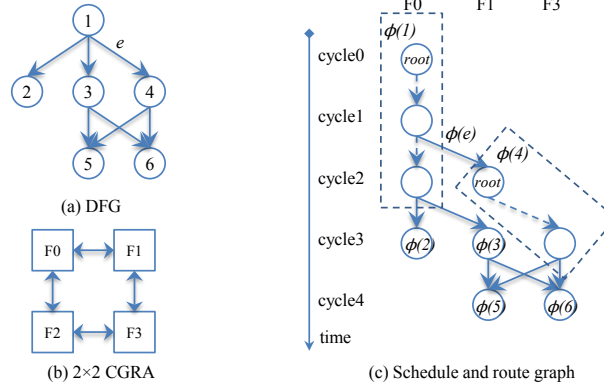 F0 F1 F3
1
e
2 3 4
5 6
(a) DFG
F0 F1
F2 F3
(b) 2×2 CGRA
ϕ(1)
cycle0 root
cycle1
ϕ(e)
ϕ(4)
cycle2 root
cycle3 ϕ(2) ϕ(3)
cycle4 ϕ(5) ϕ(6)
time
(c) Schedule and route graph